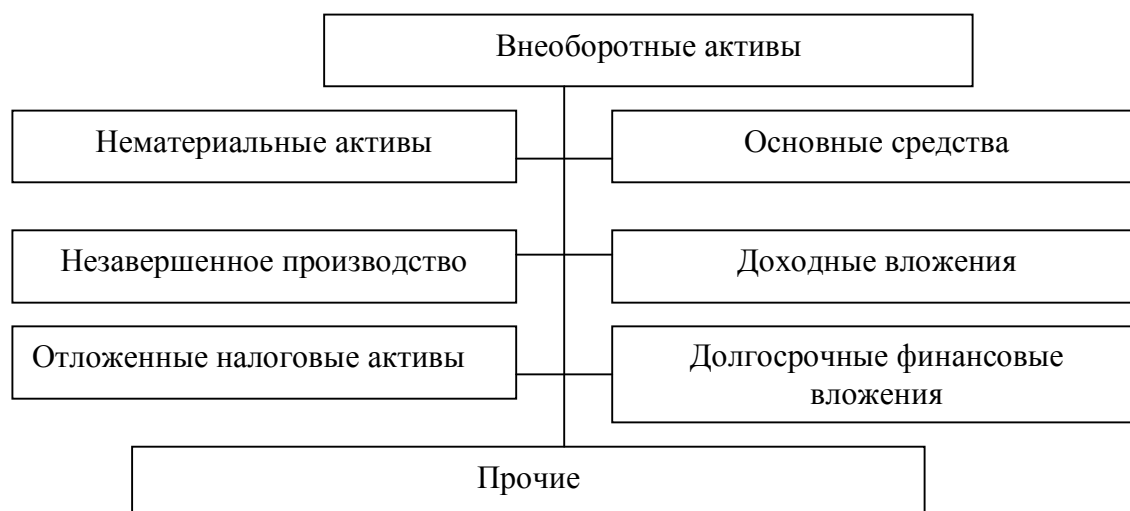 Внеоборотные активы
Нематериальные активы
Основные средства
Незавершенное производство
Доходные вложения
Отложенные налоговые активы
Долгосрочные финансовые
вложения
Прочие